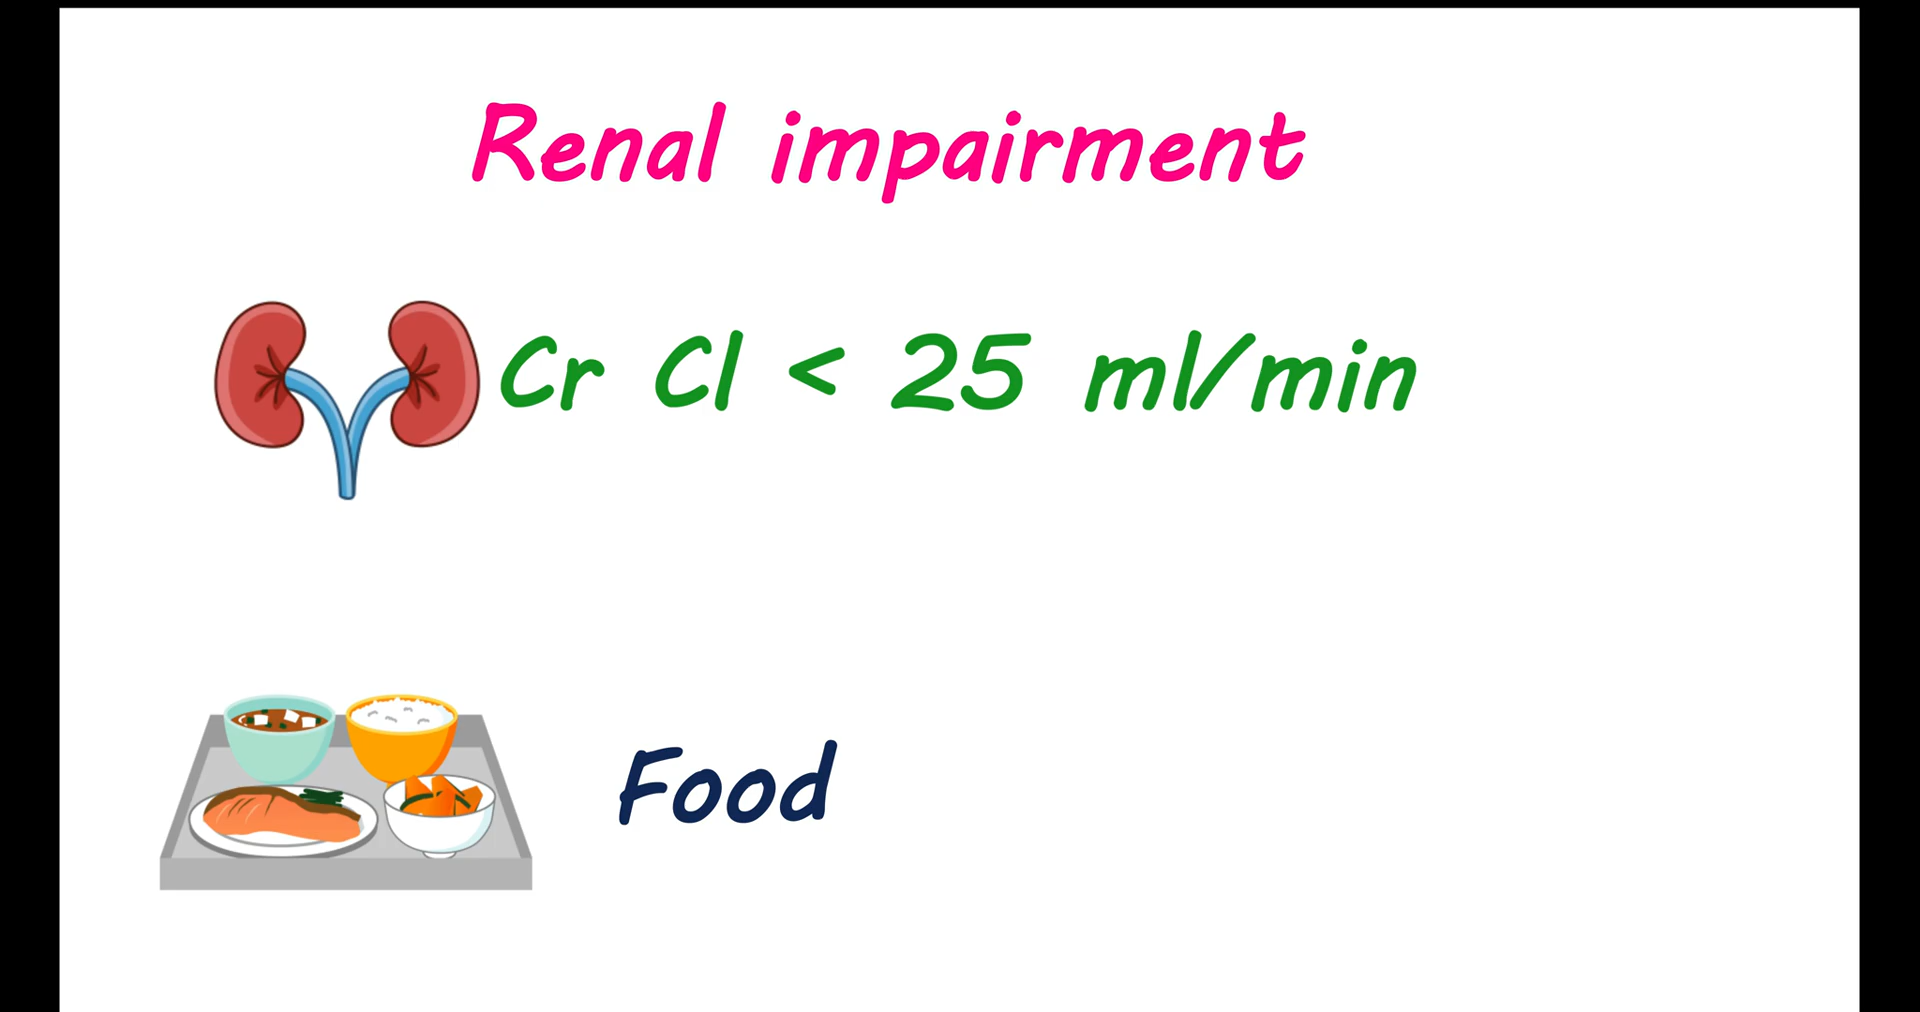 Renal impairment
Cr Cl < 25 ml/min
Food